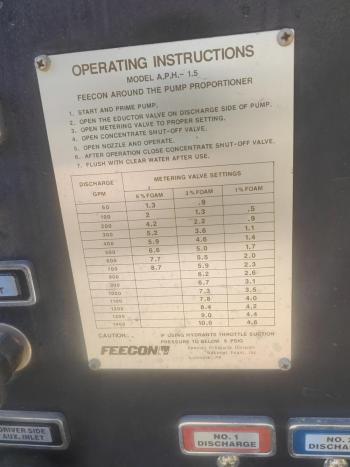 OPERATING INSTRUCTIONS
MODEL A.P.H.- 1.5
FEECON AROUND THE PUMP PROPORTIONER
1. START AND PRIME PUMP.
2. OPEN THE EDUCTOR VALVE ON DISCHARGE SIDE OF PUMP.
3. OPEN METERING VALVE TO PROPER SETTING.
4. OPEN CONCENTRATE SHUT-OFF VALVE.
5. OPEN NOZZLE AND OPERATE.
6. AFTER OPERATION CLOSE CONCENTRATE SHUT-OFF VALVE.
7. FLUSH WITH CLEAR WATER AFTER USE.
DISCHARGE GPM METERING VALVE SETTINGS
6% FOAM 3% FOAM 1% FOAM
60 1.3 .9
100 2 1.3 .5
200 4.2 2.2 .9
300 5.2 3.6 1.1
400 5.9 4.6 1.4
500 6.6 5.0 1.7
600 7.7 5.5 2.0
700 8.7 5.9 2.3
800 6.2 2.6
900 6.7 3.1
1000 7.3 3.5
1100 7.8 4.0
1200 8.4 4.2
1300 9.0 4.4
1400 10.6 4.6
CAUTION: IF USING HYDRANTS THROTTLE SUCTION
PRESSURE TO BELOW 5 PSIG
FEECON
National Foam, Inc.
DRIVER SIDE
AUX. INLET
NO. 1
DISCHARGE
NO.
DISCHA